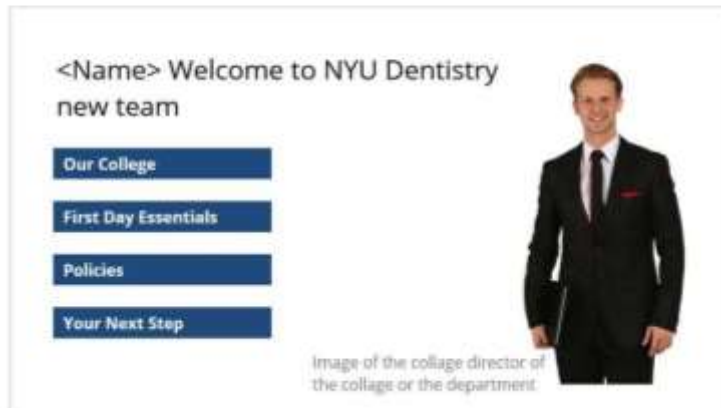 <Name> Welcome to NYU Dentistry
new team
Our College
First Day Essentials
Policies
Your Next Step
Image of the collage director of
the collage or the department